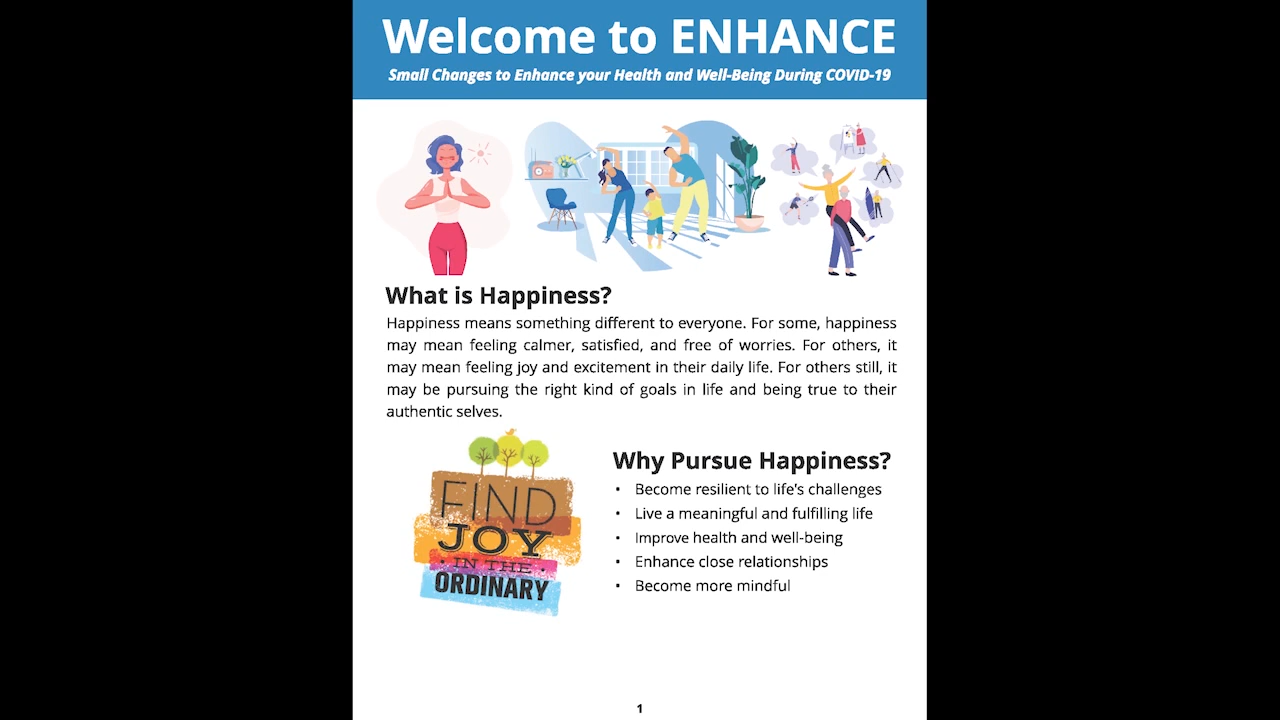 Welcome to ENHANCE
Small Changes to Enhance your Health and Well-Being During COVID-19
What is Happiness?
Happiness means something different to everyone. For some, happiness
may mean feeling calmer, satisfied, and free of worries. For others, it
may mean feeling joy and excitement in their daily life. For others still, it
may be pursuing the right kind of goals in life and being true to their
authentic selves.
FIND
JOY
• IN THE •
ORDINARY
Why Pursue Happiness?
• Become resilient to life's challenges
• Live a meaningful and fulfilling life
• Improve health and well-being
• Enhance close relationships
• Become more mindful
1